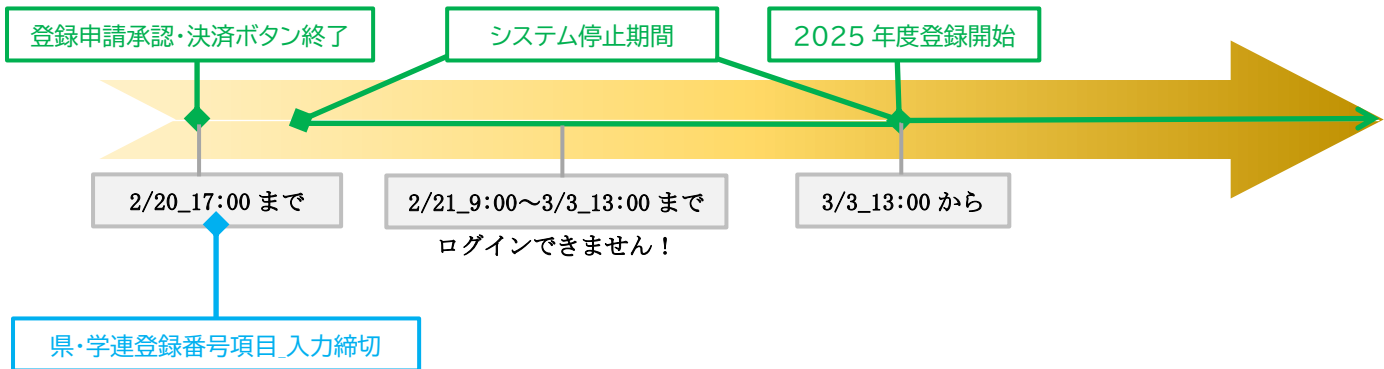 登録申請承認・決済ボタン終了
システム停止期間
2025 年度登録開始
2/20_17:00 まで
2/21_9:00～3/3_13:00 まで
3/3_13:00 から
ログインできません！
県・学連登録番号項目_入力締切